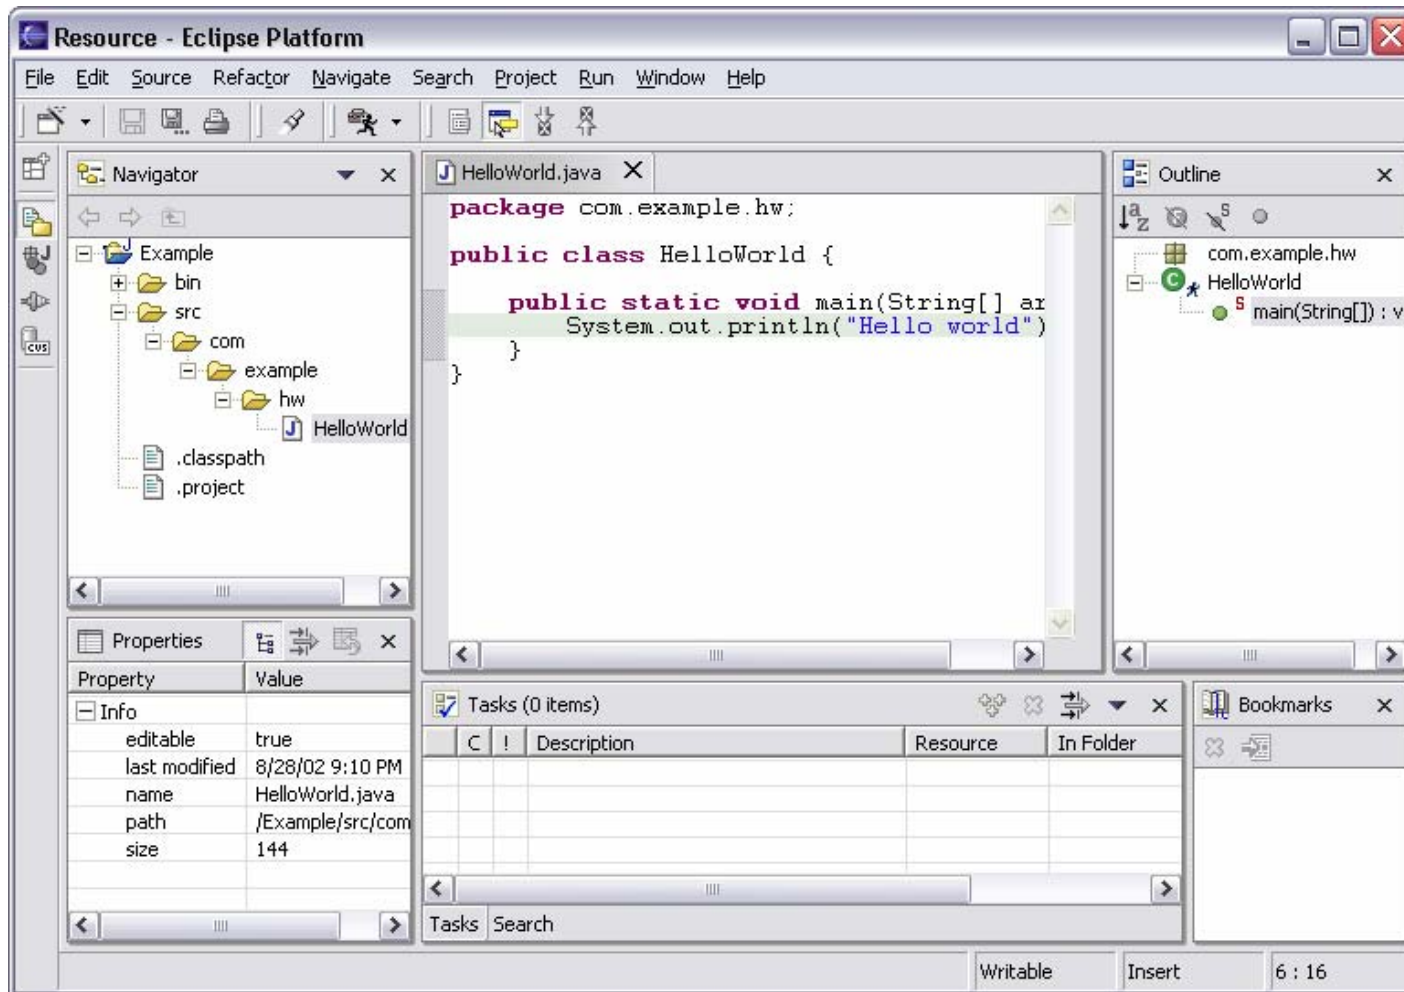 Resource - Eclipse Platform
File Edit Source Refactor Navigate Search Project Run Window Help
Navigator
Example
bin
src
com
example
hw
HelloWorld
.classpath
.project
HelloWorld.java
package com.example.hw;
public class HelloWorld {
public static void main(String[] ar
System.out.println("Hello world")
}
}
Outline
com.example.hw
HelloWorld
main(String[]) : v
Properties
Property Value
Info
editable true
last modified 8/28/02 9:10 PM
name HelloWorld.java
path /Example/src/com
size 144
Tasks (0 items)
C ! Description Resource In Folder
Tasks Search
Bookmarks
Writable Insert 6 : 16